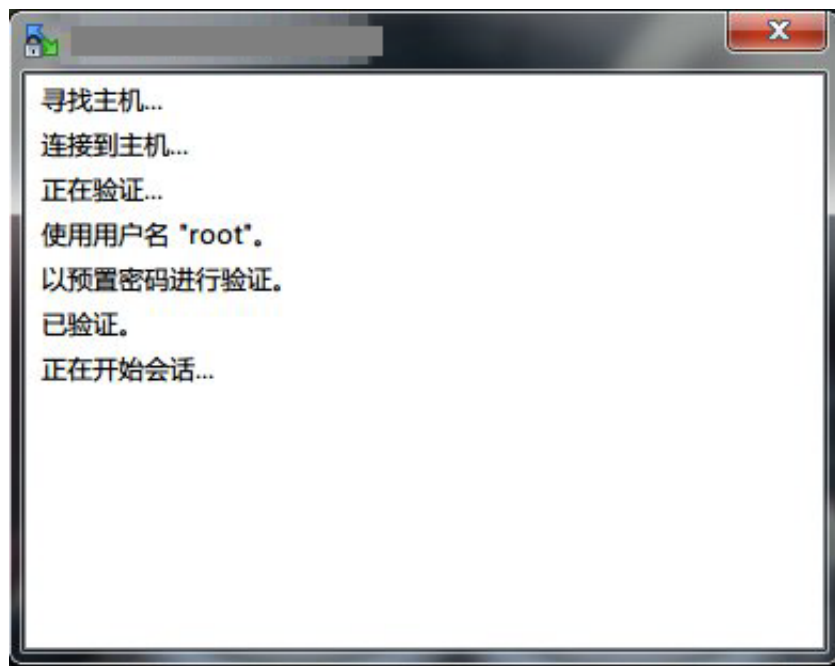 寻找主机...
连接到主机...
正在验证...
使用用户名 "root"。
以预置密码进行验证。
已验证。
正在开始会话...